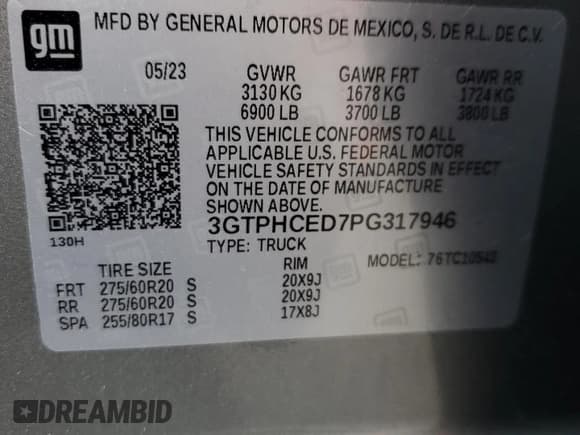 gm
MFD BY GENERAL MOTORS DE MEXICO, S. DE R.L. DE C.V.
05/23 GVWR GAWR FRT GAWR RR
3130 KG 1678 KG 1724 KG
6900 LB 3700 LB 3800 LB
THIS VEHICLE CONFORMS TO ALL
APPLICABLE U.S. FEDERAL MOTOR
VEHICLE SAFETY STANDARDS IN EFFECT
ON THE DATE OF MANUFACTURE
SHOWN ABOVE.
3GTPHCED7PG317946
130H
TYPE: TRUCK MODEL: 76TC10543
TIRE SIZE RIM
FRT 275/60R20 S 20X9J
RR 275/60R20 S 20X9J
SPA 255/80R17 S 17X8J
DREAMBID